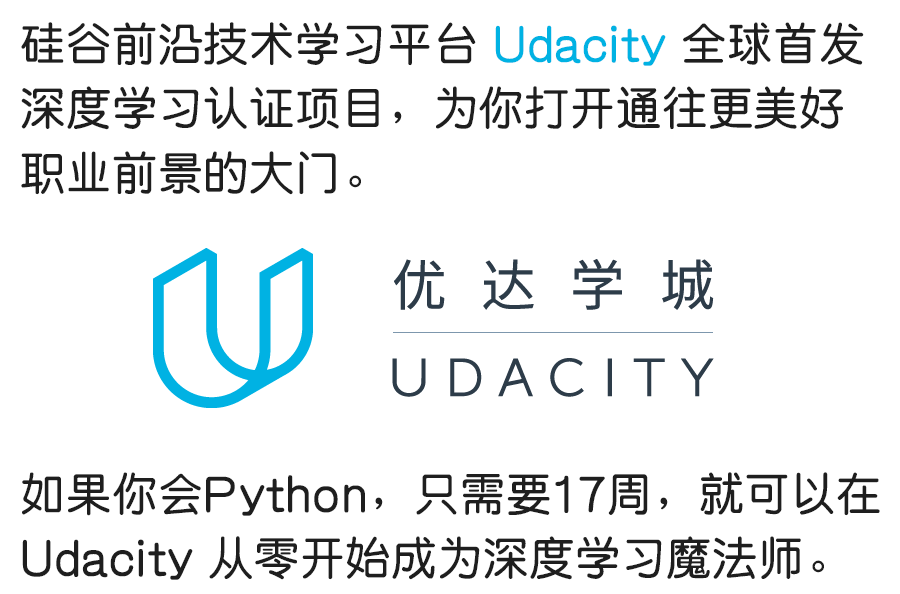 硅谷前沿技术学习平台 Udacity 全球首发
深度学习认证项目，为你打开通往更美好
职业前景的大门。
优达学城
UDACITY
如果你会Python，只需要17周，就可以在
Udacity 从零开始成为深度学习魔法师。